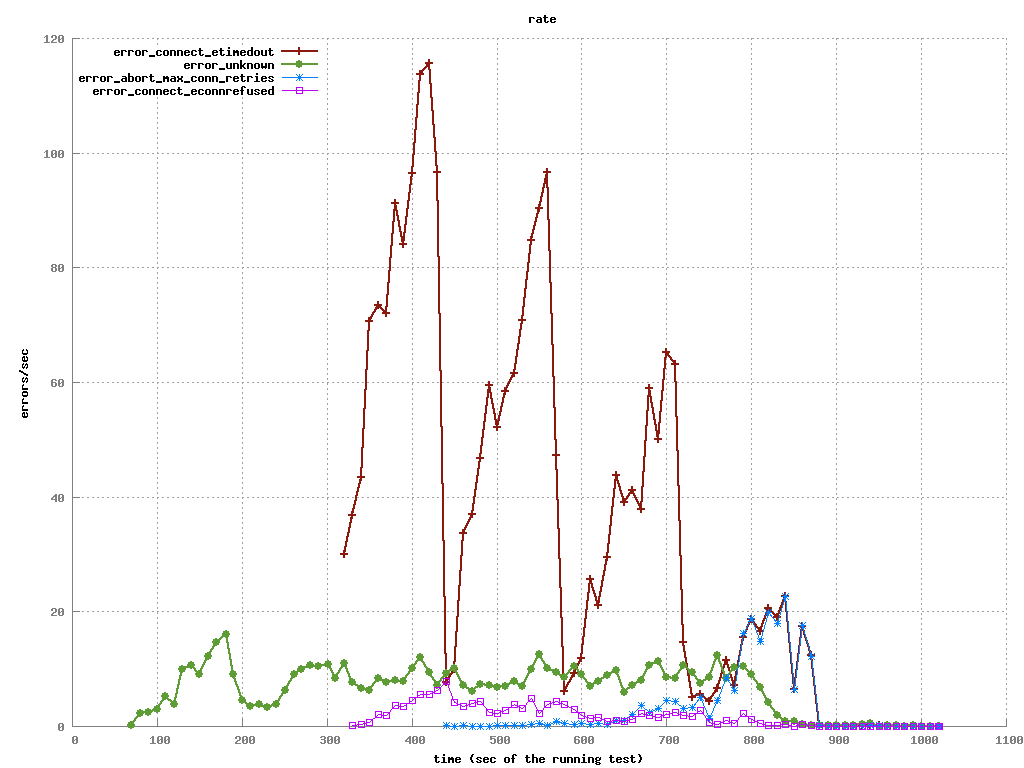 rate
error_connect_etimedout
error_unknown
error_abort_max_conn_retries
error_connect_econnrefused
120
100
80
60
40
20
0
errors/sec
0 100 200 300 400 500 600 700 800 900 1000 1100
time (sec of the running test)